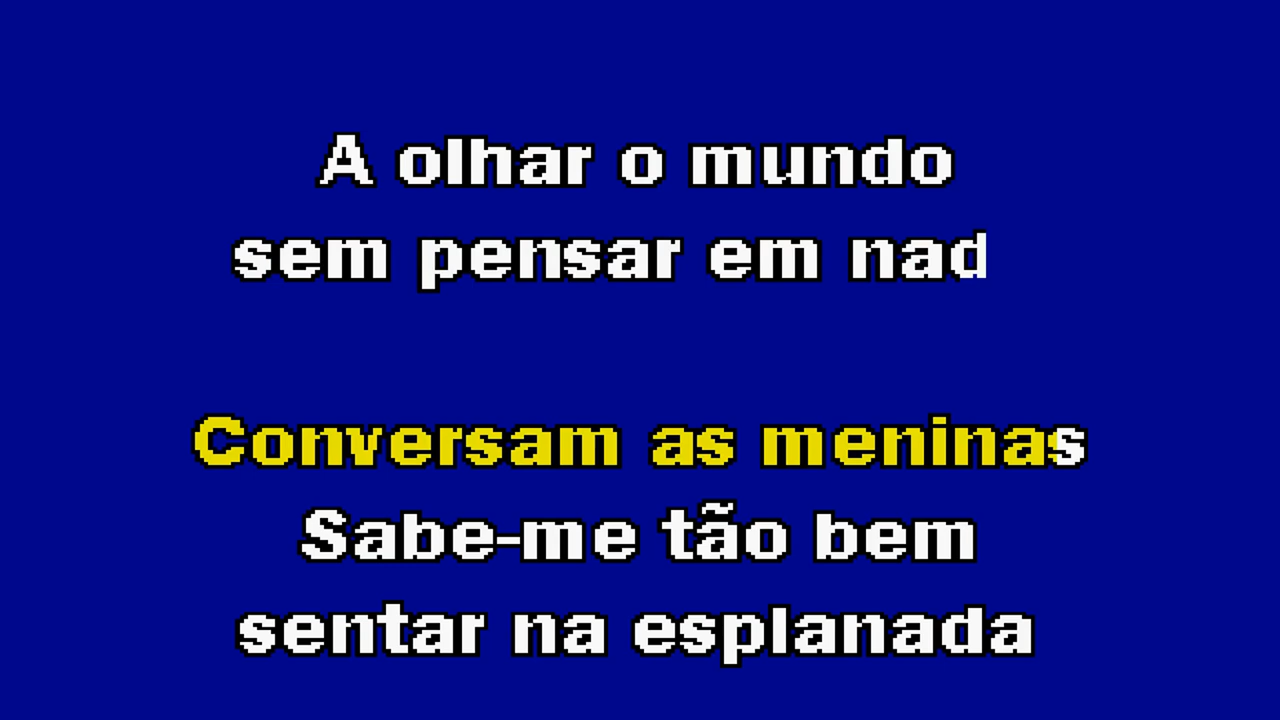 A olhar o mundo
sem pensar em nad
Conversam as meninas
Sabe-me tão bem
sentar na esplanada